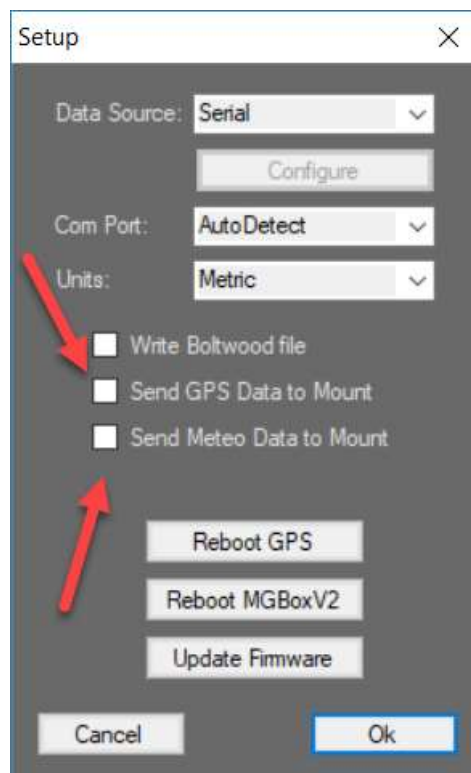 Setup
Data Source: Serial
Configure
Com Port: AutoDetect
Units: Metric
Write Boltwood file
Send GPS Data to Mount
Send Meteo Data to Mount
Reboot GPS
Reboot MGBoxV2
Update Firmware
Cancel Ok